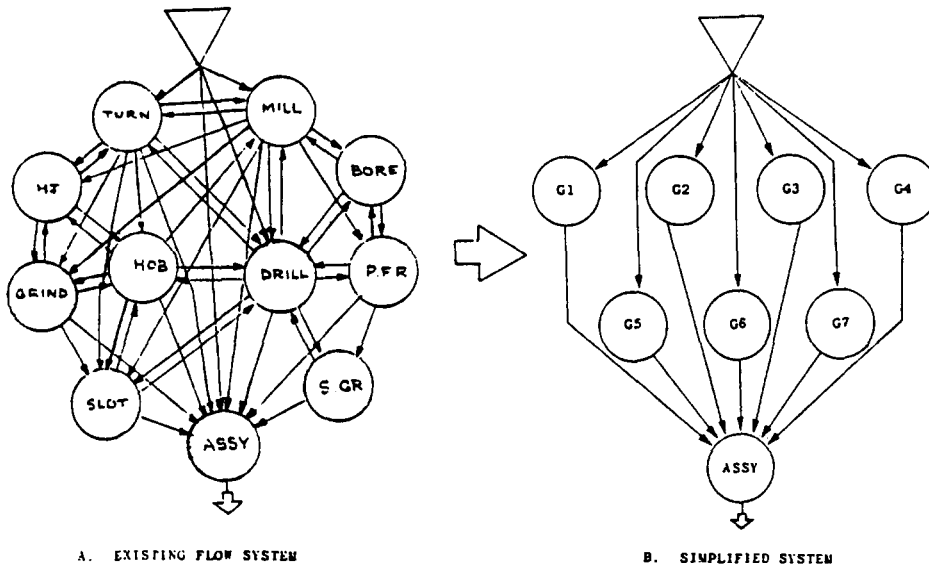 TURN
MILL
HT
BORE
HOB
DRILL
P.FR
GRIND
SLOT
S GR
ASSY
G1
G2
G3
G4
G5
G6
G7
ASSY
A. EXISTING FLOW SYSTEM
B. SIMPLIFIED SYSTEM